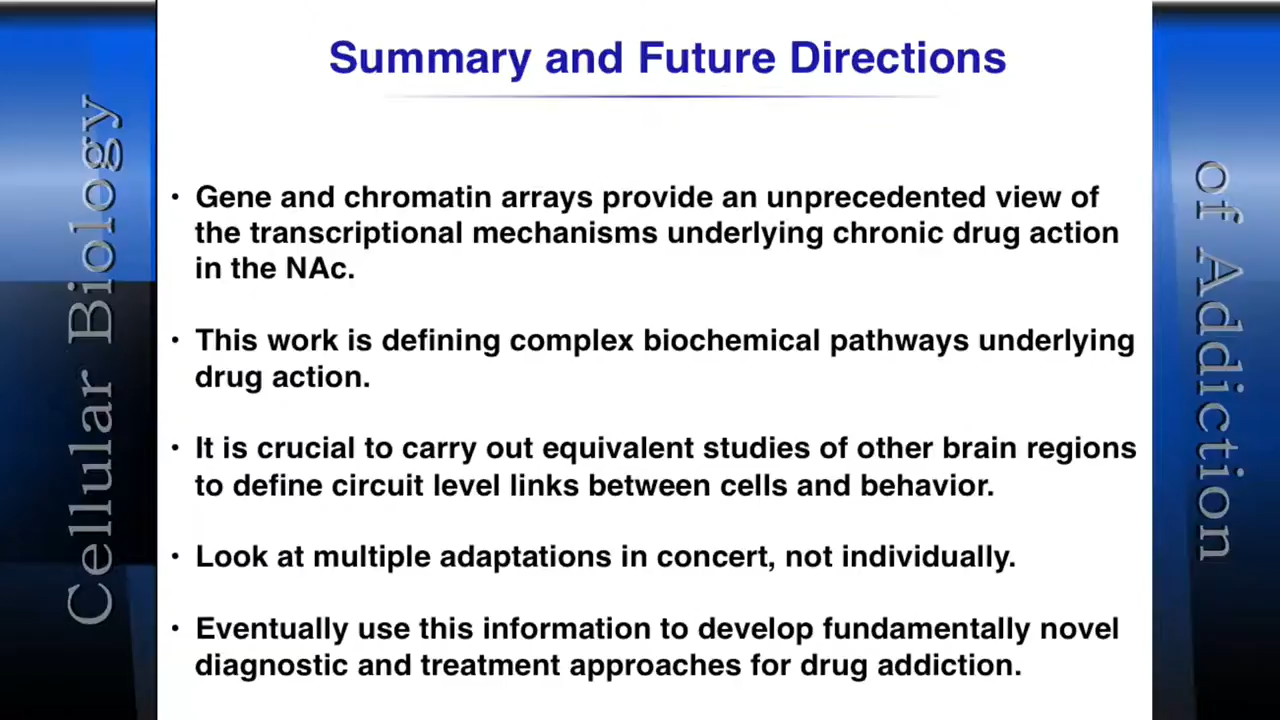 Summary and Future Directions
• Gene and chromatin arrays provide an unprecedented view of
the transcriptional mechanisms underlying chronic drug action
in the NAc.
• This work is defining complex biochemical pathways underlying
drug action.
• It is crucial to carry out equivalent studies of other brain regions
to define circuit level links between cells and behavior.
• Look at multiple adaptations in concert, not individually.
• Eventually use this information to develop fundamentally novel
diagnostic and treatment approaches for drug addiction.
Cellular Biology
of Addiction